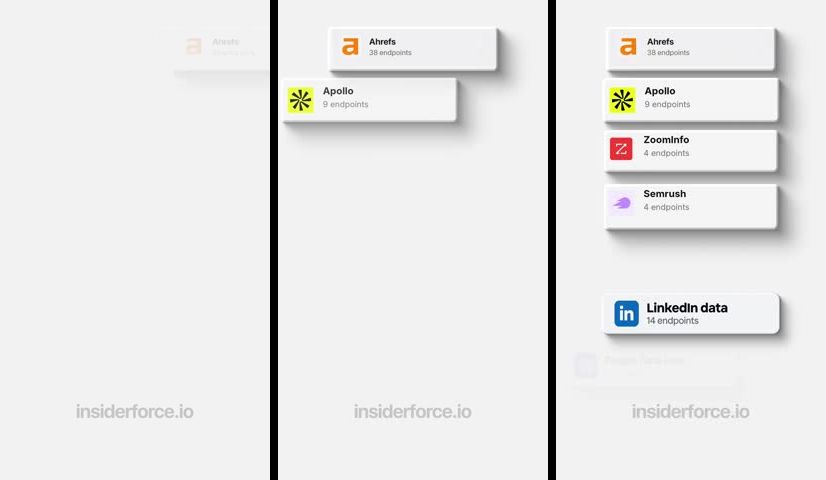 Ahrefs
insiderforce.io
Ahrefs
38 endpoints
Apollo
9 endpoints
insiderforce.io
Ahrefs
38 endpoints
Apollo
9 endpoints
ZoomInfo
4 endpoints
Semrush
4 endpoints
LinkedIn data
14 endpoints
insiderforce.io